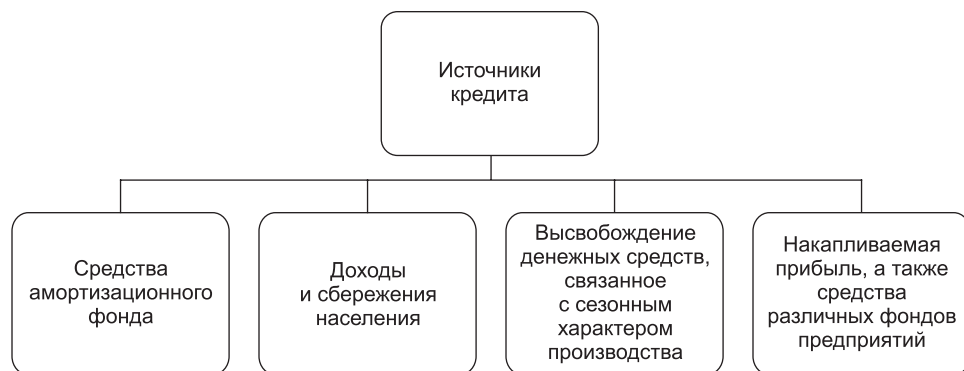 Источники
кредита
Средства
амортизационного
фонда
Доходы
и сбережения
населения
Высвобождение
денежных средств,
связанное
с сезонным
характером
производства
Накапливаемая
прибыль, а также
средства
различных фондов
предприятий